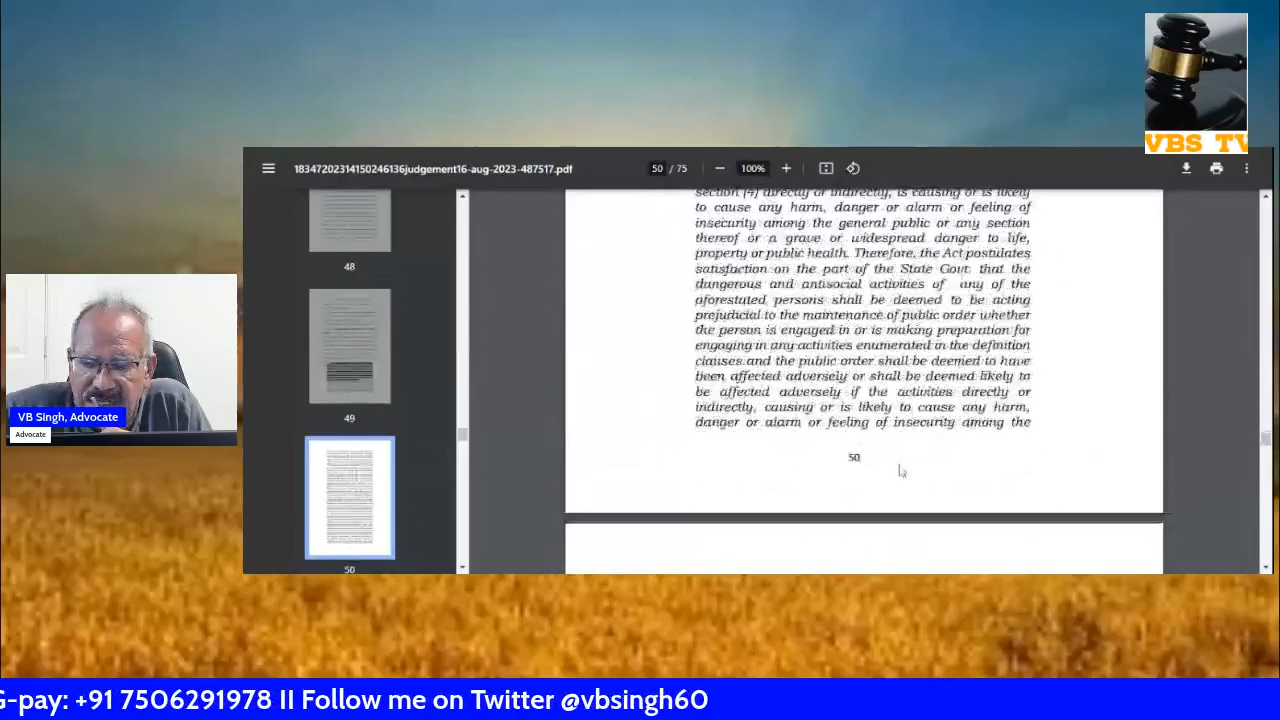 VBS TV
18347202314150246136judgement16-aug-2023-487517.pdf
50 / 75
100%
section (4) directly or indirectly, is causing or is likely
to cause any harm, danger or alarm or feeling of
insecurity among the general public or any section
thereof or a grave or widespread danger to life,
property or public health. Therefore, the Act postulates
satisfaction on the part of the State Govt. that the
dangerous and antisocial activities of any of the
aforestated persons shall be deemed to be acting
prejudicial to the maintenance of public order whether
the person is engaged in or is making preparation for
engaging in any activities enumerated in the definition
clauses and the public order shall be deemed to have
been affected adversely or shall be deemed likely to
be affected adversely if the activities directly or
indirectly, causing or is likely to cause any harm,
danger or alarm or feeling of insecurity among the
50
48
49
50
VB Singh, Advocate
Advocate
G-pay: +91 7506291978 II Follow me on Twitter @vbsingh60